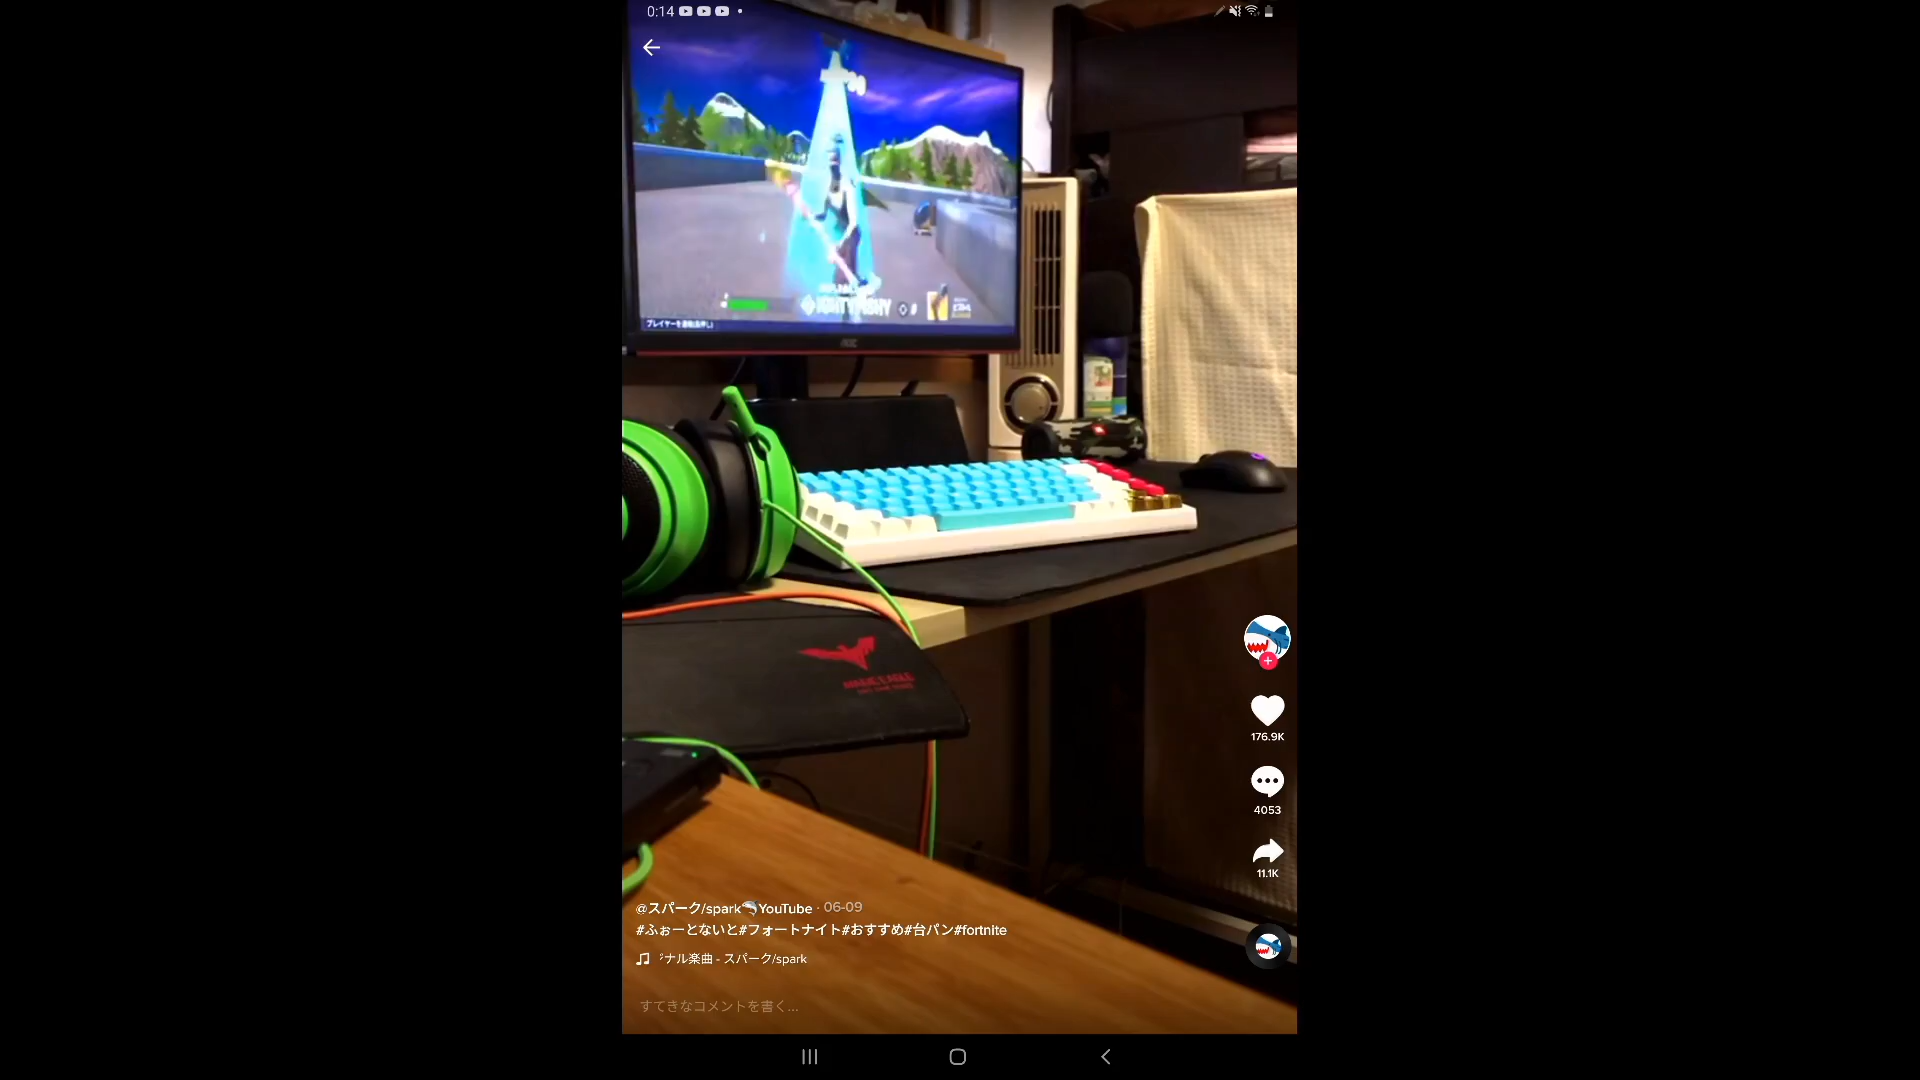 0:14
AOC
@スパーク/spark🦈YouTube · 06-09
#ふぉーとないと#フォートナイト#おすすめ#台パン#fortnite
ジナル楽曲 - スパーク/spark
すてきなコメントを書く...
176.9K
4053
11.1K